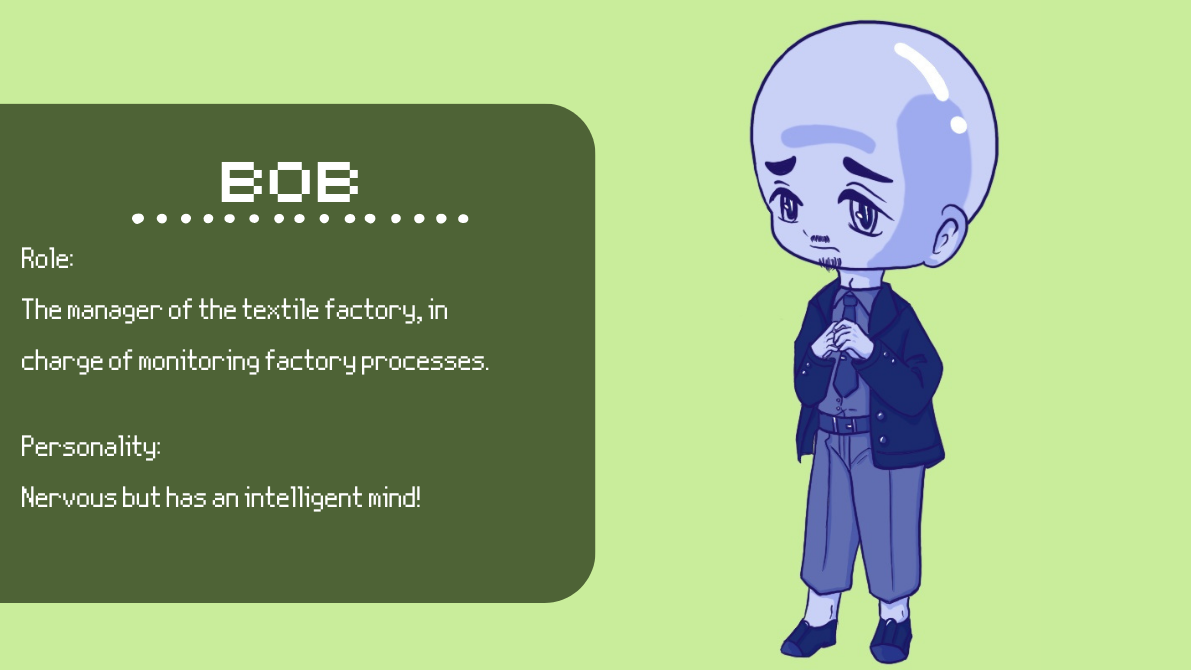 BOB
Role:
The manager of the textile factory, in
charge of monitoring factory processes.
Personality:
Nervous but has an intelligent mind!